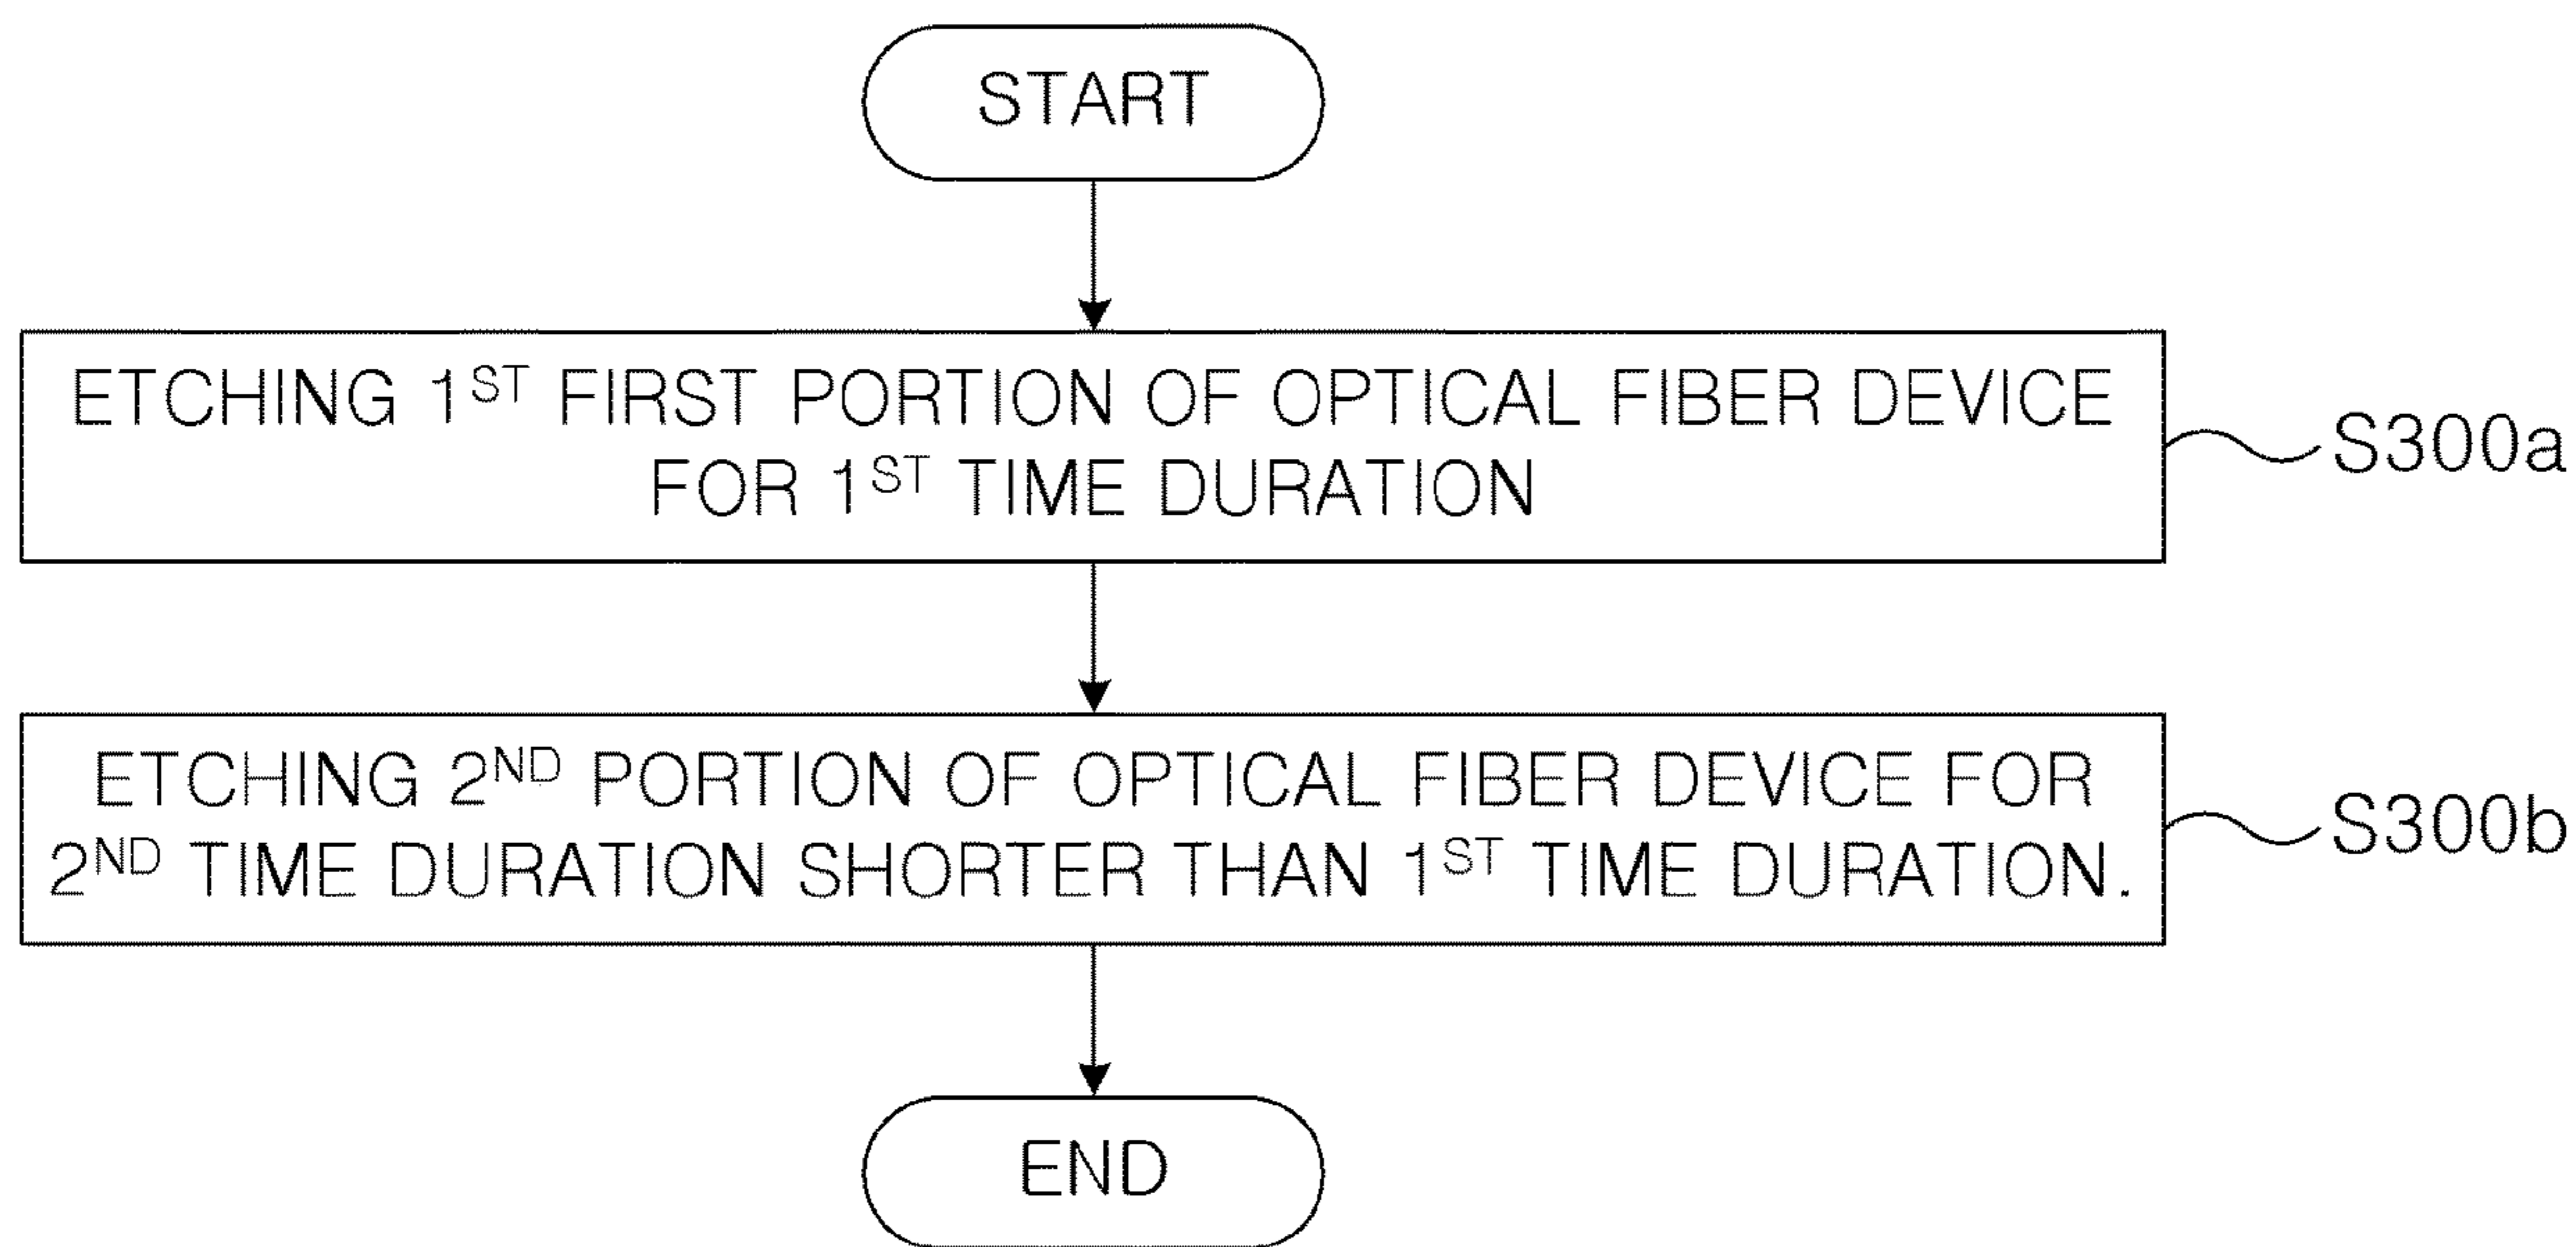 START
ETCHING 1ST FIRST PORTION OF OPTICAL FIBER DEVICE
FOR 1ST TIME DURATION
S300a
ETCHING 2ND PORTION OF OPTICAL FIBER DEVICE FOR
2ND TIME DURATION SHORTER THAN 1ST TIME DURATION.
S300b
END